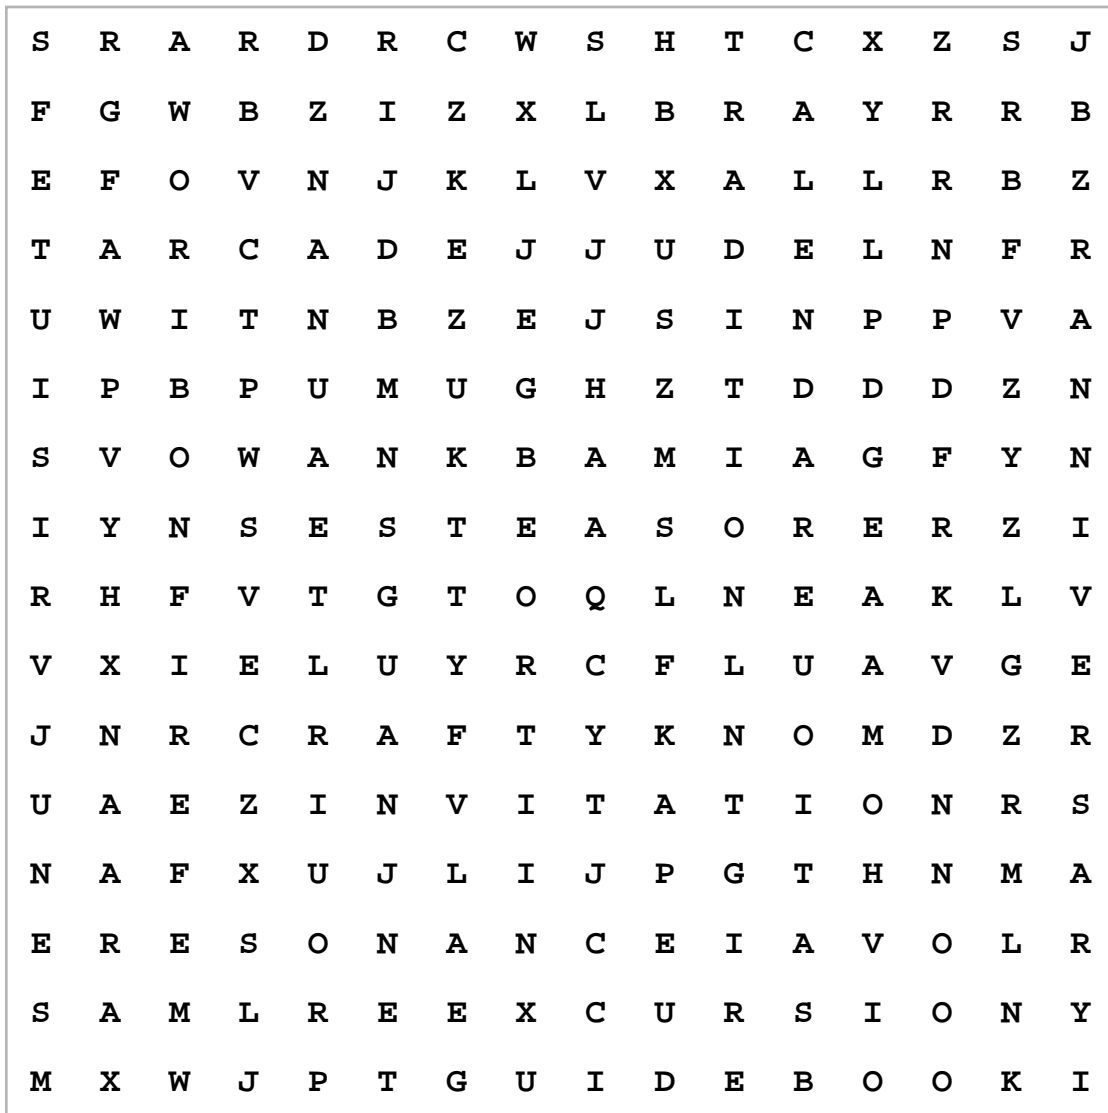 S R A R D R C W S H T C X Z S J
F G W B Z I Z X L B R A Y R R B
E F O V N J K L V X A L L R B Z
T A R C A D E J J U D E L N F R
U W I T N B Z E J S I N P P V A
I P B P U M U G H Z T D D D Z N
S V O W A N K B A M I A G F Y N
I Y N S E S T E A S O R E R Z I
R H F V T G T O Q L N E A K L V
V X I E L U Y R C F L U A V G E
J N R C R A F T Y K N O M D Z R
U A E Z I N V I T A T I O N R S
N A F X U J L I J P G T H N M A
E R E S O N A N C E I A V O L R
S A M L R E E X C U R S I O N Y
M X W J P T G U I D E B O O K I